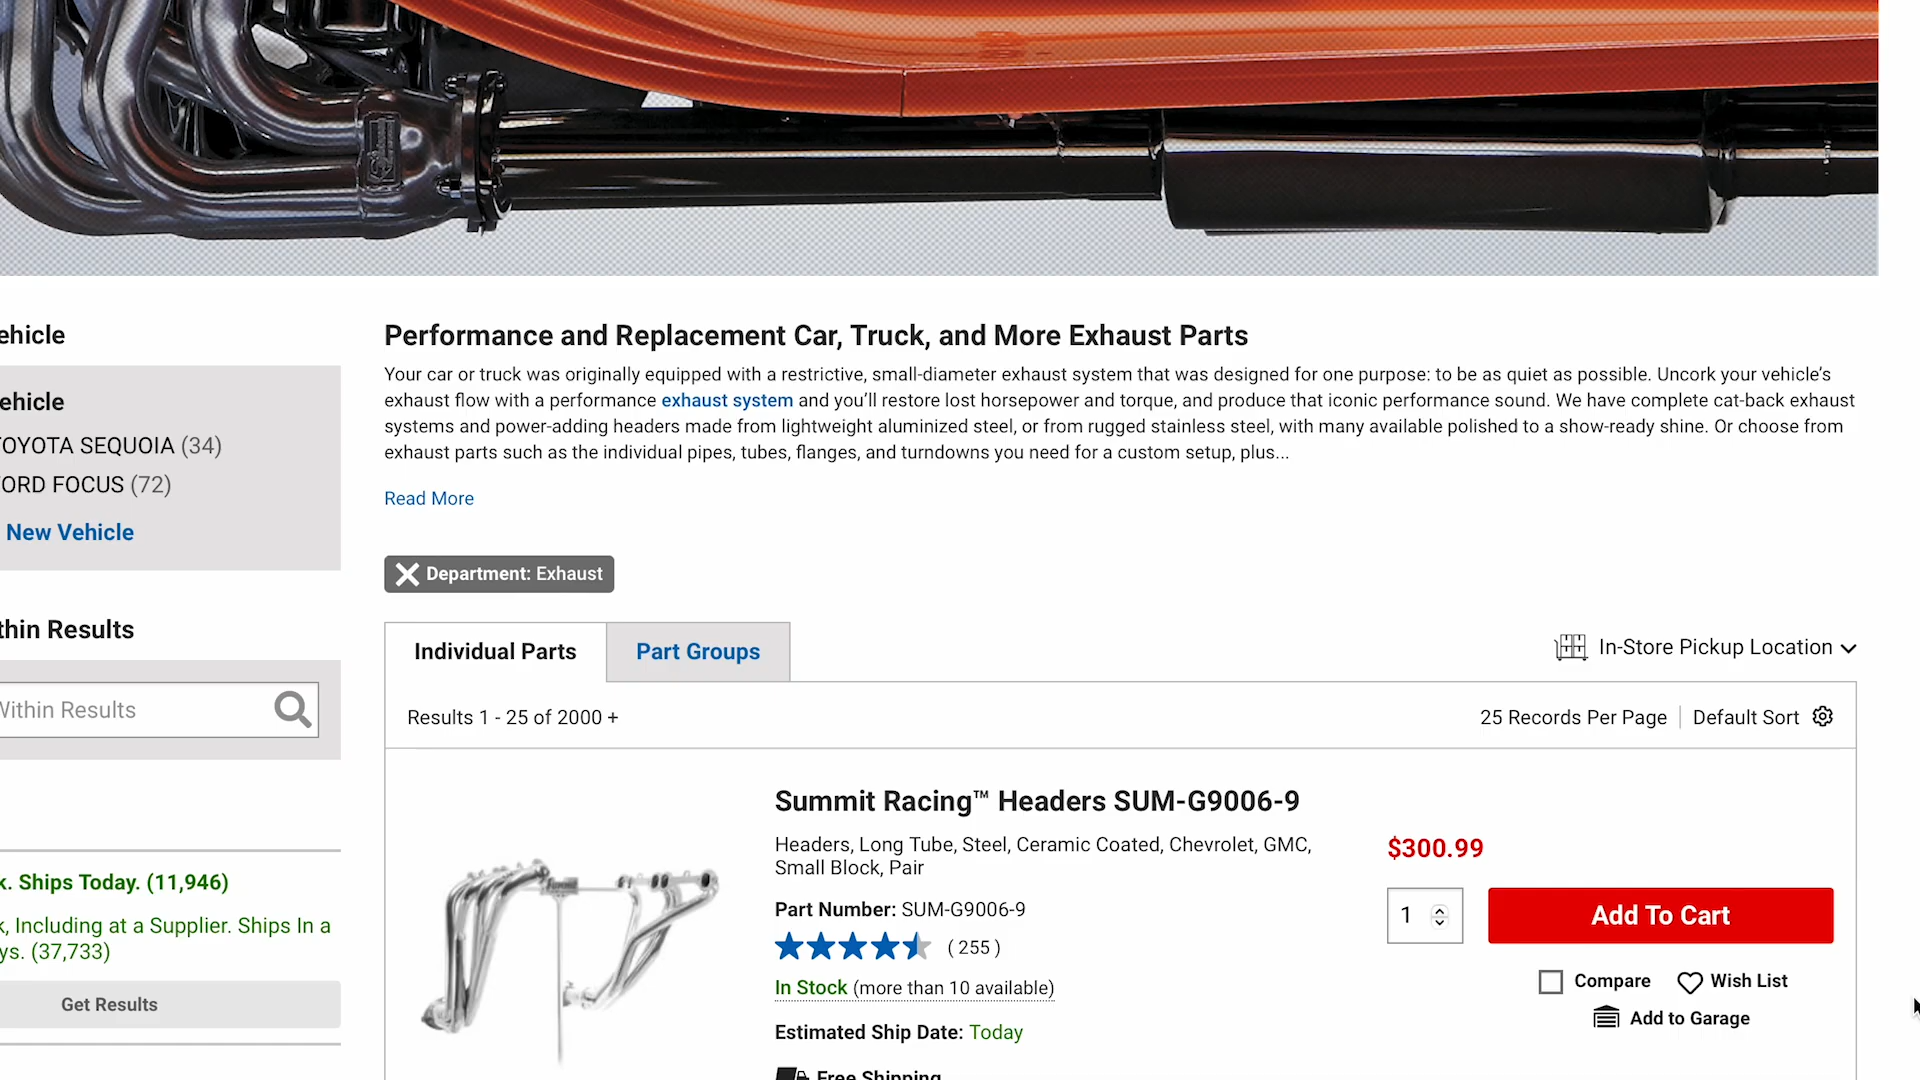 Performance and Replacement Car, Truck, and More Exhaust Parts
Your car or truck was originally equipped with a restrictive, small-diameter exhaust system that was designed for one purpose: to be as quiet as possible. Uncork your vehicle’s
exhaust flow with a performance exhaust system and you’ll restore lost horsepower and torque, and produce that iconic performance sound. We have complete cat-back exhaust
systems and power-adding headers made from lightweight aluminized steel, or from rugged stainless steel, with many available polished to a show-ready shine. Or choose from
exhaust parts such as the individual pipes, tubes, flanges, and turndowns you need for a custom setup, plus...
Read More
ehicle
ehicle
OYOTA SEQUOIA (34)
ORD FOCUS (72)
New Vehicle
thin Results
Within Results
k. Ships Today. (11,946)
k, Including at a Supplier. Ships In a
ys. (37,733)
Get Results
Department: Exhaust
Individual Parts
Part Groups
In-Store Pickup Location
Results 1 - 25 of 2000 +
25 Records Per Page
Default Sort
Summit Racing™ Headers SUM-G9006-9
Headers, Long Tube, Steel, Ceramic Coated, Chevrolet, GMC,
Small Block, Pair
Part Number: SUM-G9006-9
( 255 )
In Stock (more than 10 available)
Estimated Ship Date: Today
Free Shipping
$300.99
1
Add To Cart
Compare
Wish List
Add to Garage